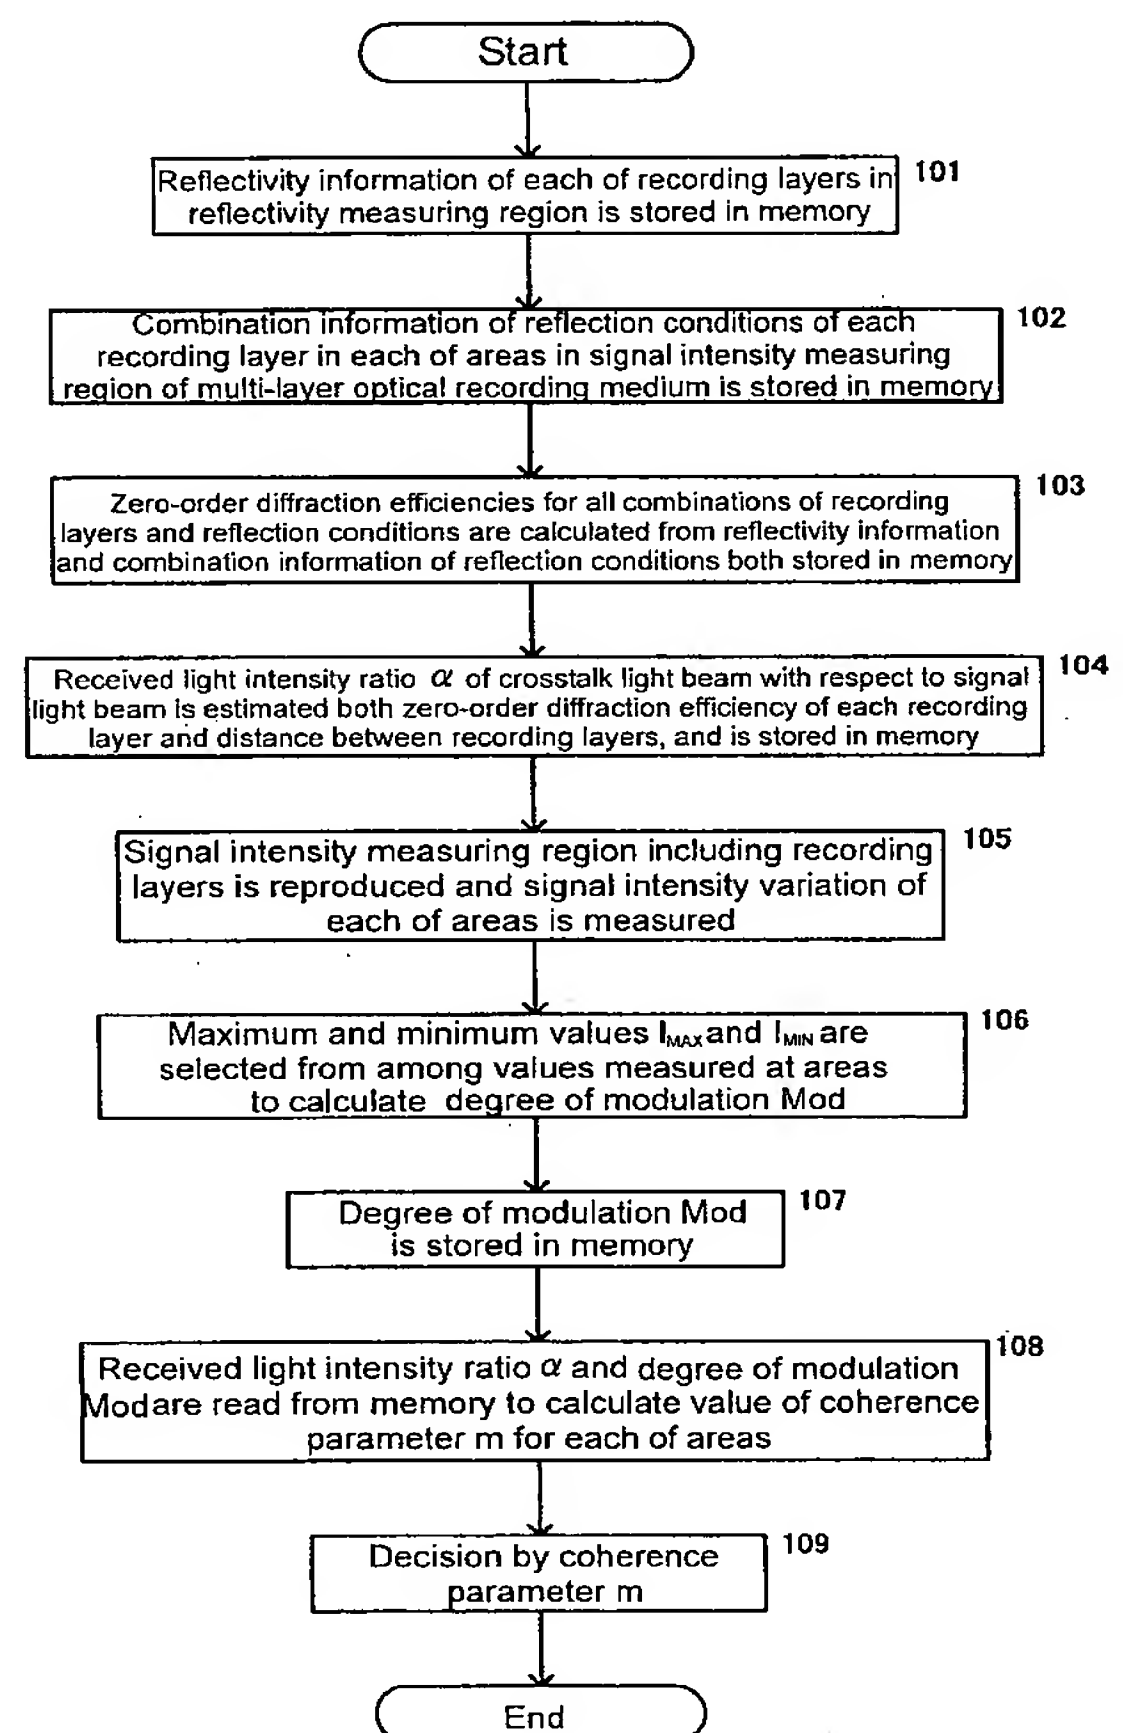 Start
101
Reflectivity information of each of recording layers in
reflectivity measuring region is stored in memory
102
Combination information of reflection conditions of each
recording layer in each of areas in signal intensity measuring
region of multi-layer optical recording medium is stored in memory
103
Zero-order diffraction efficiencies for all combinations of recording
layers and reflection conditions are calculated from reflectivity information
and combination information of reflection conditions both stored in memory
104
Received light intensity ratio α of crosstalk light beam with respect to signal
light beam is estimated both zero-order diffraction efficiency of each recording
layer and distance between recording layers, and is stored in memory
105
Signal intensity measuring region including recording
layers is reproduced and signal intensity variation of
each of areas is measured
106
Maximum and minimum values IMAX and IMIN are
selected from among values measured at areas
to calculate degree of modulation Mod
107
Degree of modulation Mod
is stored in memory
108
Received light intensity ratio α and degree of modulation
Mod are read from memory to calculate value of coherence
parameter m for each of areas
109
Decision by coherence
parameter m
End